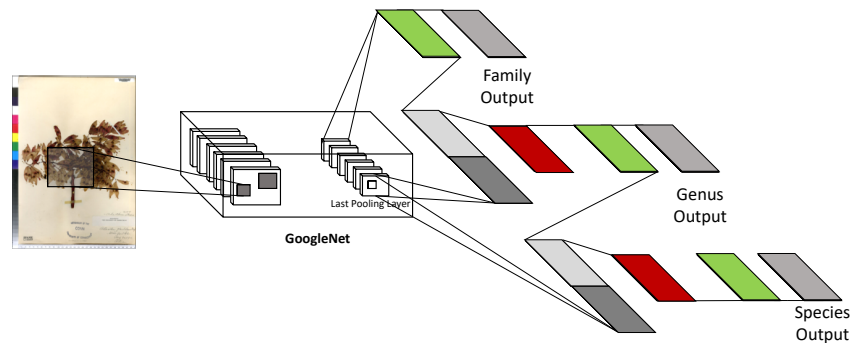 Family
Output
Last Pooling Layer
GoogleNet
Genus
Output
Species
Output